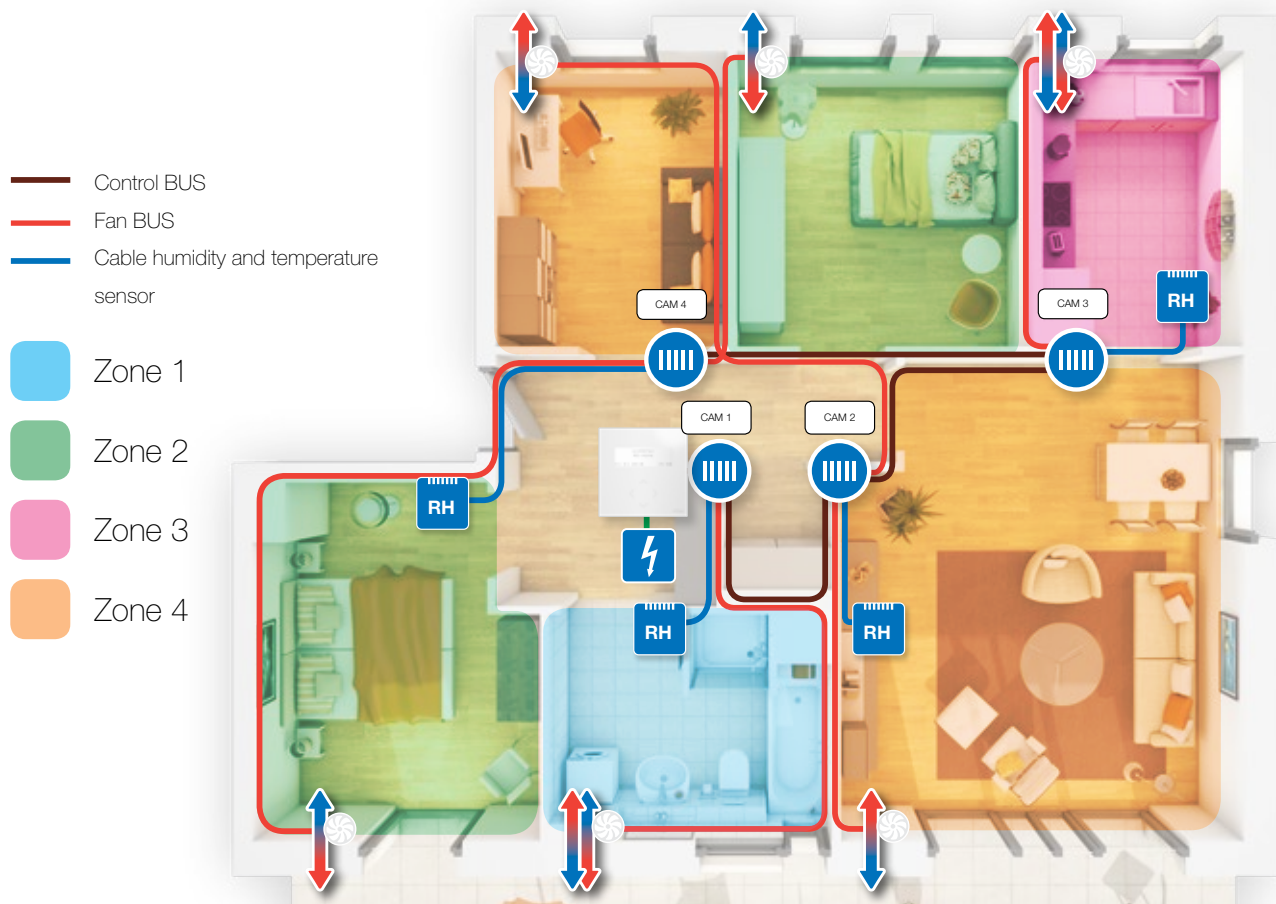 Control BUS
Fan BUS
Cable humidity and temperature
sensor
Zone 1
Zone 2
Zone 3
Zone 4
CAM 4
CAM 3
RH
CAM 1
CAM 2
RH
RH
RH